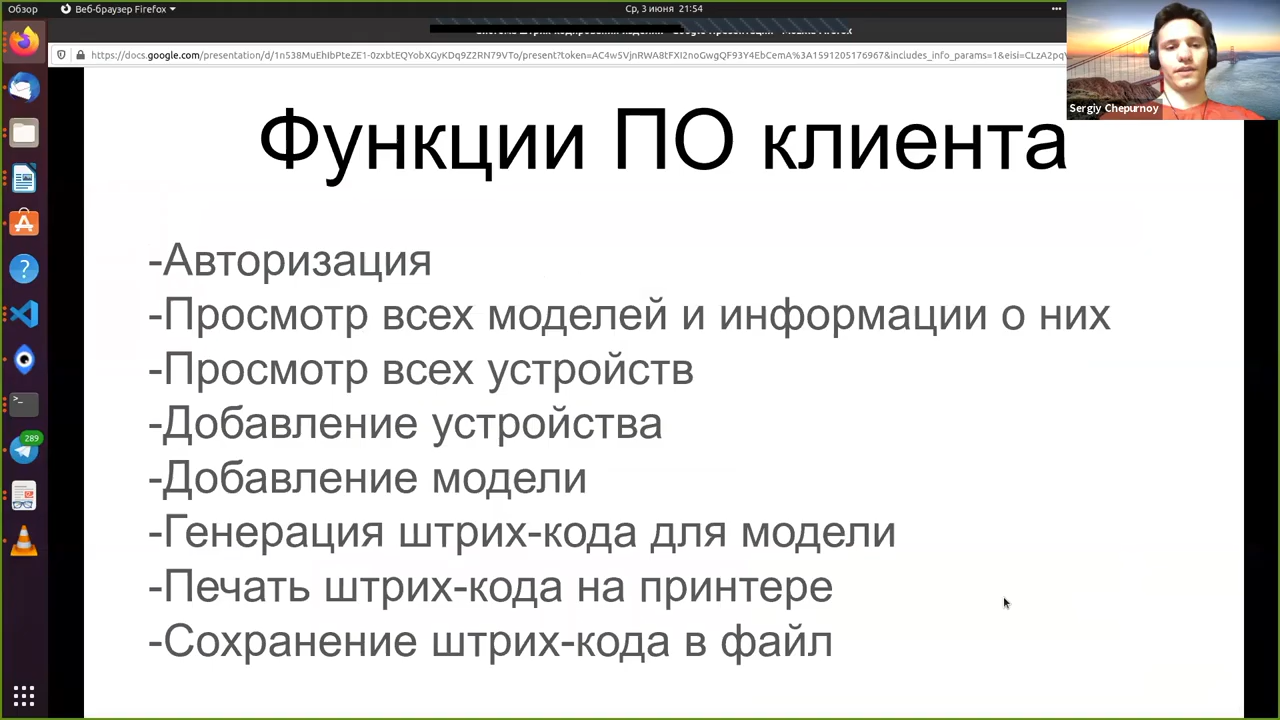 Обзор
Веб-браузер Firefox
Ср, 3 июня 21:54
https://docs.google.com/presentation/d/1n538MuEhIbPteZE1-0zxbtEQYobXGyKDq9Z2RN79VTo/present?token=AC4w5VjnRWA8tFXI2noGwgQF93Y4EbCemA%3A1591205176967&includes_info_params=1&eisi=CLzA2pq
Sergiy Chepurnoy
Функции ПО клиента
-Авторизация
-Просмотр всех моделей и информации о них
-Просмотр всех устройств
-Добавление устройства
-Добавление модели
-Генерация штрих-кода для модели
-Печать штрих-кода на принтере
-Сохранение штрих-кода в файл
289